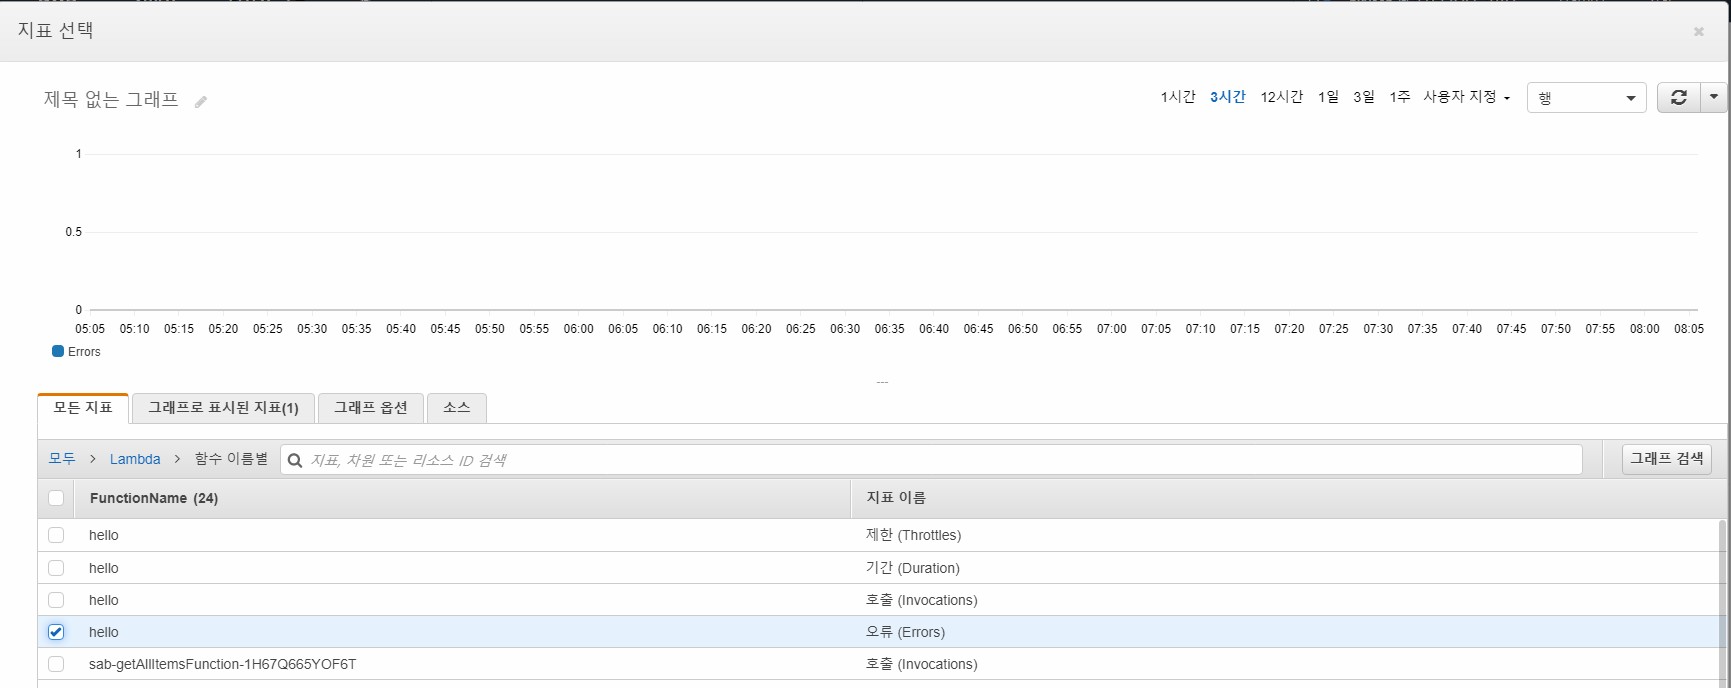 지표 선택
제목 없는 그래프
1시간 3시간 12시간 1일 3일 1주 사용자 지정 행
1
0.5
0
05:05 05:10 05:15 05:20 05:25 05:30 05:35 05:40 05:45 05:50 05:55 06:00 06:05 06:10 06:15 06:20 06:25 06:30 06:35 06:40 06:45 06:50 06:55 07:00 07:05 07:10 07:15 07:20 07:25 07:30 07:35 07:40 07:45 07:50 07:55 08:00 08:05
Errors
모든 지표 그래프로 표시된 지표(1) 그래프 옵션 소스
모두 > Lambda > 함수 이름별 지표, 차원 또는 리소스 ID 검색 그래프 검색
FunctionName (24) 지표 이름
hello 제한 (Throttles)
hello 기간 (Duration)
hello 호출 (Invocations)
hello 오류 (Errors)
sab-getAllItemsFunction-1H67Q665YOF6T 호출 (Invocations)